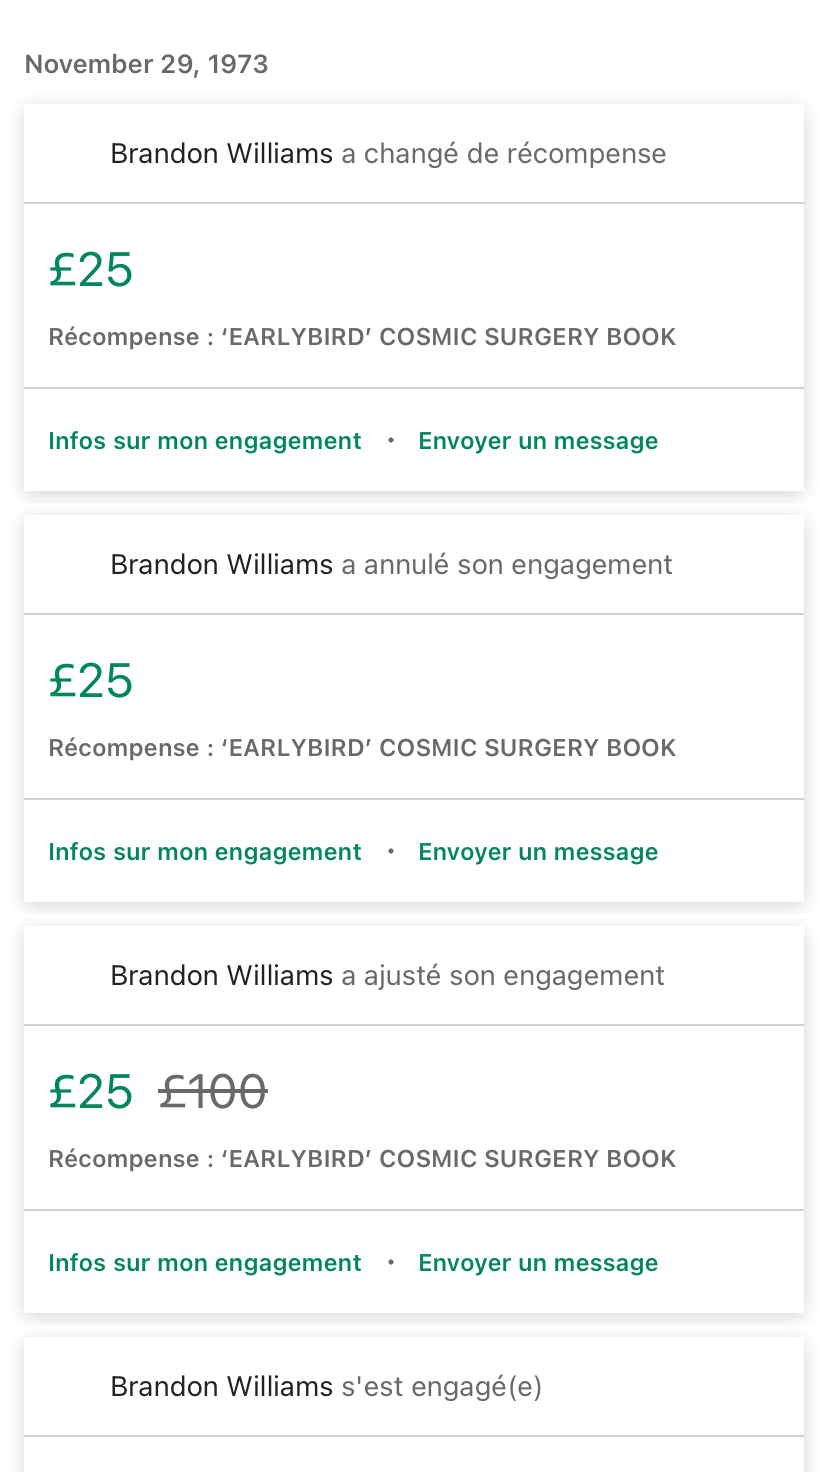 November 29, 1973
Brandon Williams a changé de récompense
£25
Récompense : ‘EARLYBIRD’ COSMIC SURGERY BOOK
Infos sur mon engagement • Envoyer un message
Brandon Williams a annulé son engagement
£25
Récompense : ‘EARLYBIRD’ COSMIC SURGERY BOOK
Infos sur mon engagement • Envoyer un message
Brandon Williams a ajusté son engagement
£25 £100
Récompense : ‘EARLYBIRD’ COSMIC SURGERY BOOK
Infos sur mon engagement • Envoyer un message
Brandon Williams s'est engagé(e)